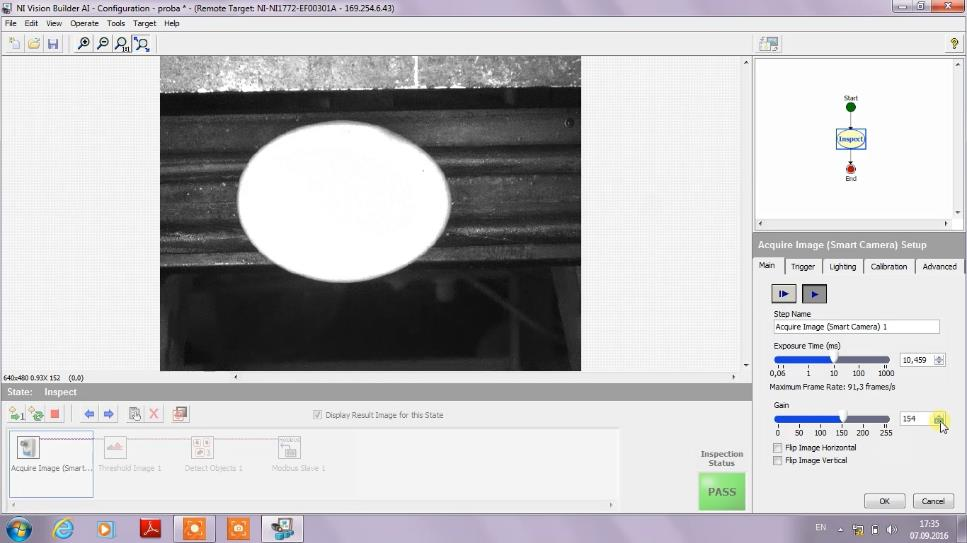 NI Vision Builder AI - Configuration - proba * - (Remote Target: NI-NI1772-EF00301A - 169.254.6.43)
File Edit View Operate Tools Target Help
1:1
Start
Inspect
End
Acquire Image (Smart Camera) Setup
Main Trigger Lighting Calibration Advanced
Step Name
Acquire Image (Smart Camera) 1
Exposure Time (ms)
10,459
0,06 1 10 100 1000
Maximum Frame Rate: 91,3 frames/s
Gain
154
0 50 100 150 200 255
Flip Image Horizontal
Flip Image Vertical
OK Cancel
640x480 0.93X 152 (0,0)
State: Inspect
Display Result Image for this State
Acquire Image (Smart... Threshold Image 1 Detect Objects 1 Modbus Slave 1
MODBUS
Inspection
Status
PASS
EN
17:35
07.09.2016